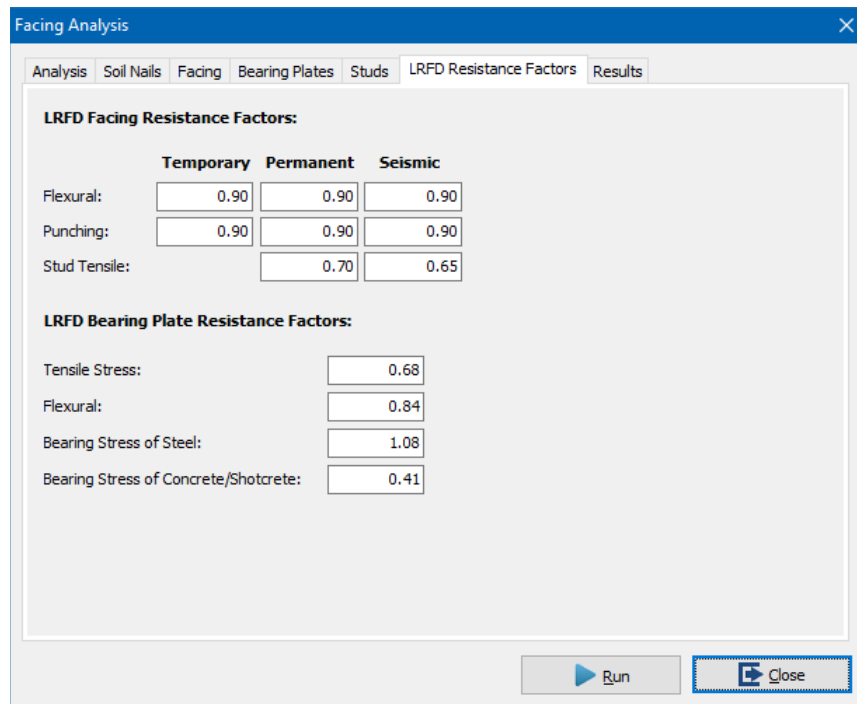 Facing Analysis
Analysis Soil Nails Facing Bearing Plates Studs LRFD Resistance Factors Results
LRFD Facing Resistance Factors:
Temporary Permanent Seismic
Flexural: 0.90 0.90 0.90
Punching: 0.90 0.90 0.90
Stud Tensile: 0.70 0.65
LRFD Bearing Plate Resistance Factors:
Tensile Stress: 0.68
Flexural: 0.84
Bearing Stress of Steel: 1.08
Bearing Stress of Concrete/Shotcrete: 0.41
Run Close